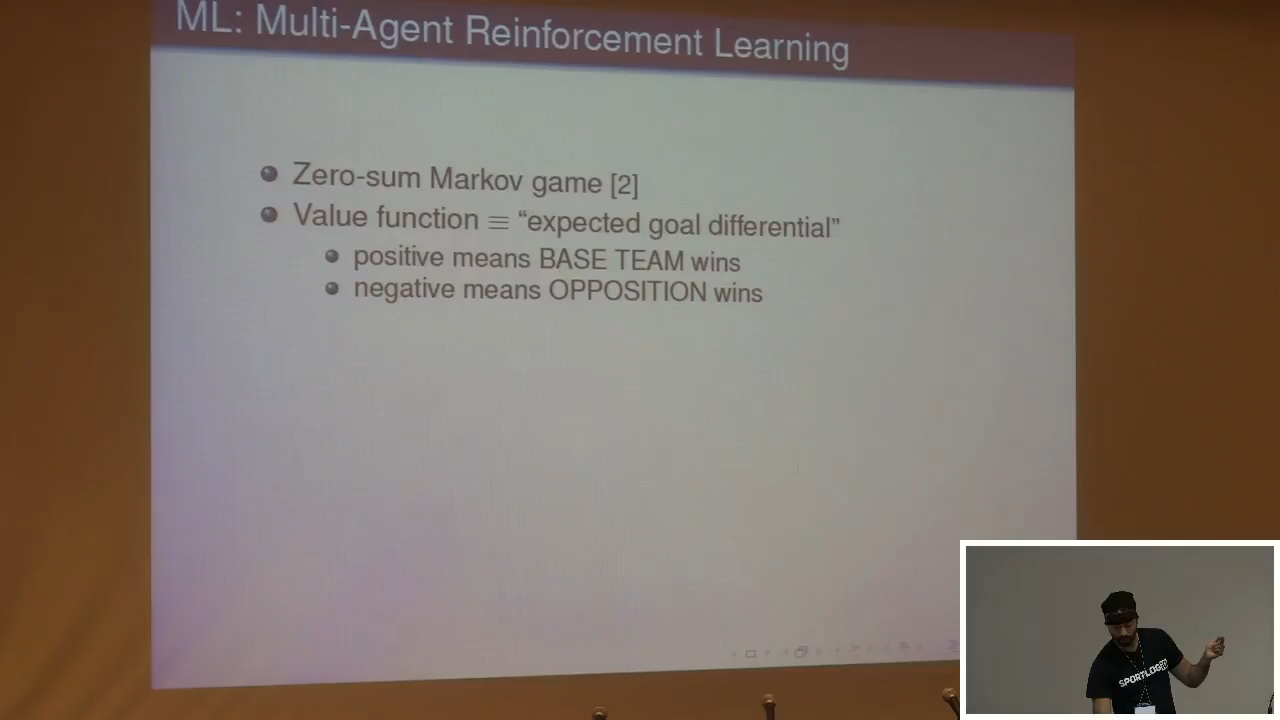 ML: Multi-Agent Reinforcement Learning
Zero-sum Markov game [2]
Value function ≡ “expected goal differential”
positive means BASE TEAM wins
negative means OPPOSITION wins